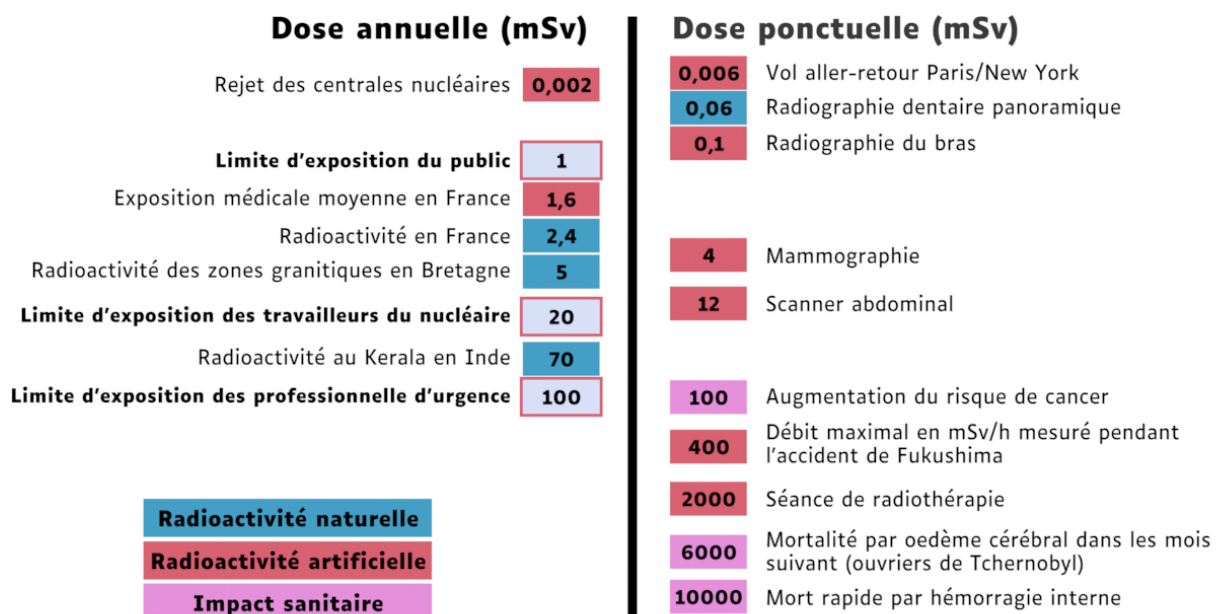 Dose annuelle (mSv)
Rejet des centrales nucléaires 0,002
Limite d'exposition du public 1
Exposition médicale moyenne en France 1,6
Radioactivité en France 2,4
Radioactivité des zones granitiques en Bretagne 5
Limite d'exposition des travailleurs du nucléaire 20
Radioactivité au Kerala en Inde 70
Limite d'exposition des professionnelle d'urgence 100
Radioactivité naturelle
Radioactivité artificielle
Impact sanitaire
Dose ponctuelle (mSv)
0,006 Vol aller-retour Paris/New York
0,06 Radiographie dentaire panoramique
0,1 Radiographie du bras
4 Mammographie
12 Scanner abdominal
100 Augmentation du risque de cancer
400 Débit maximal en mSv/h mesuré pendant
l'accident de Fukushima
2000 Séance de radiothérapie
6000 Mortalité par oedème cérébral dans les mois
suivant (ouvriers de Tchernobyl)
10000 Mort rapide par hémorragie interne